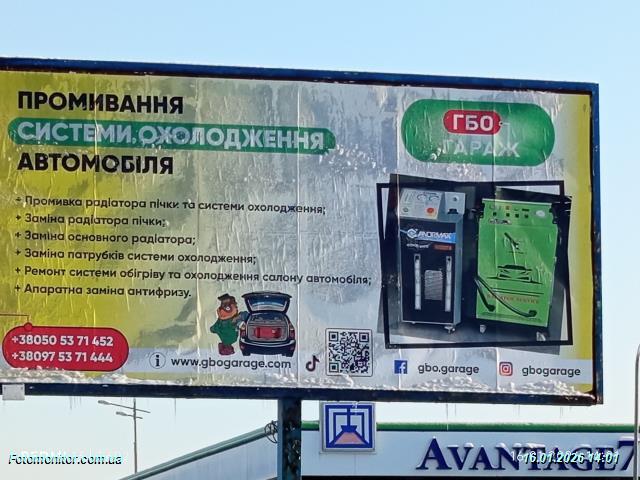 ПРОМИВАННЯ
СИСТЕМИ ОХОЛОДЖЕННЯ
АВТОМОБІЛЯ
ГБО
ГАРАЖ
+ Промивка радіатора пічки та системи охолодження;
+ Заміна радіатора пічки;
+ Заміна основного радіатора;
+ Заміна патрубків системи охолодження;
+ Ремонт системи обігріву та охолодження салону автомобіля;
+ Апаратна заміна антифризу.
+38050 53 71 452
+38097 53 71 444
www.gbogarage.com
gbo.garage
gbogarage
AVANTAGE7
Fotomonitor.com.ua
16.01.2026 14:01